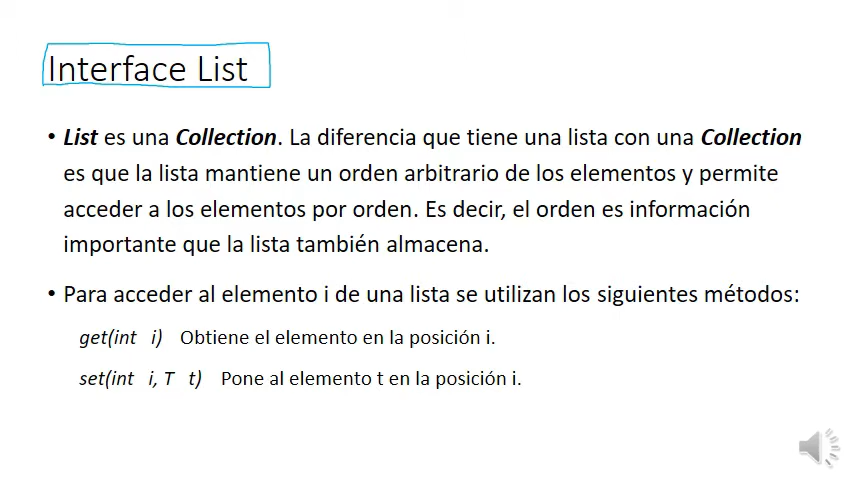 Interface List
• List es una Collection. La diferencia que tiene una lista con una Collection
es que la lista mantiene un orden arbitrario de los elementos y permite
acceder a los elementos por orden. Es decir, el orden es información
importante que la lista también almacena.
• Para acceder al elemento i de una lista se utilizan los siguientes métodos:
get(int i) Obtiene el elemento en la posición i.
set(int i, T t) Pone al elemento t en la posición i.